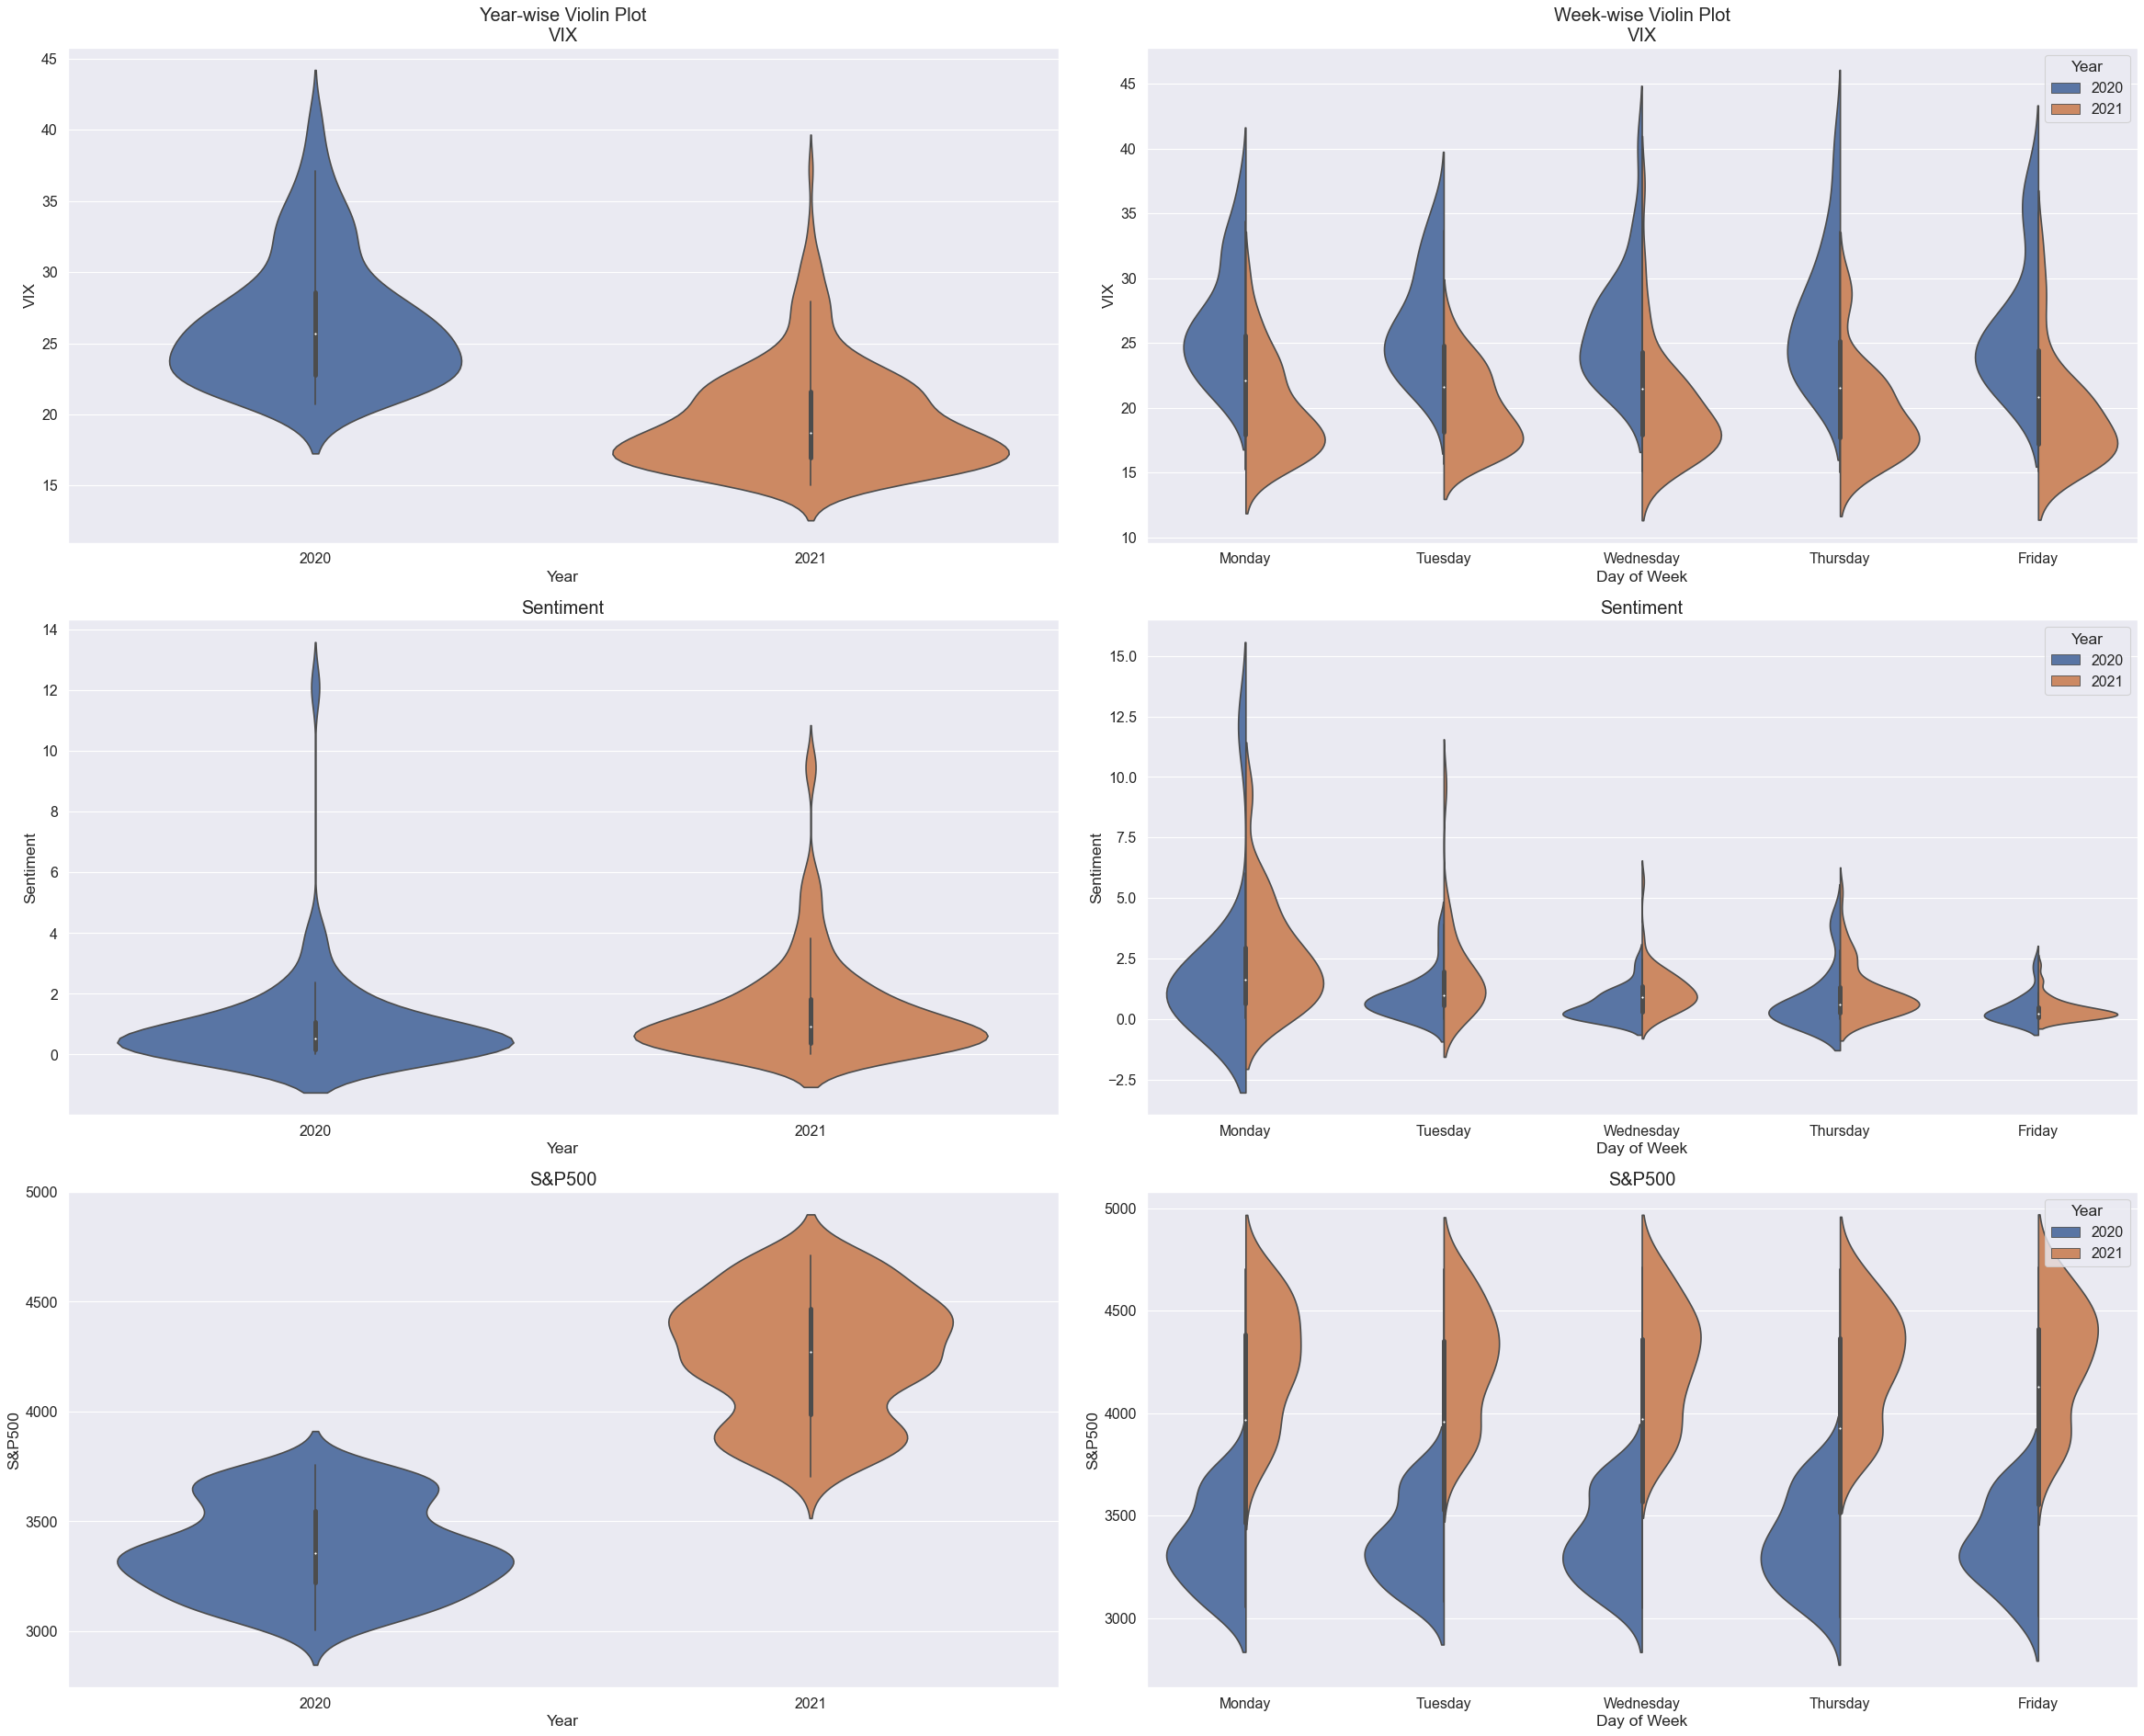 Year-wise Violin Plot
VIX
45
40
35
30
25
20
15
VIX
2020 2021
Year
Week-wise Violin Plot
VIX
Year
2020
2021
45
40
35
30
25
20
15
10
VIX
Monday Tuesday Wednesday Thursday Friday
Day of Week
Sentiment
14
12
10
8
6
4
2
0
Sentiment
2020 2021
Year
Sentiment
Year
2020
2021
15.0
12.5
10.0
7.5
5.0
2.5
0.0
−2.5
Sentiment
Monday Tuesday Wednesday Thursday Friday
Day of Week
S&P500
5000
4500
4000
3500
3000
S&P500
2020 2021
Year
S&P500
Year
2020
2021
5000
4500
4000
3500
3000
S&P500
Monday Tuesday Wednesday Thursday Friday
Day of Week